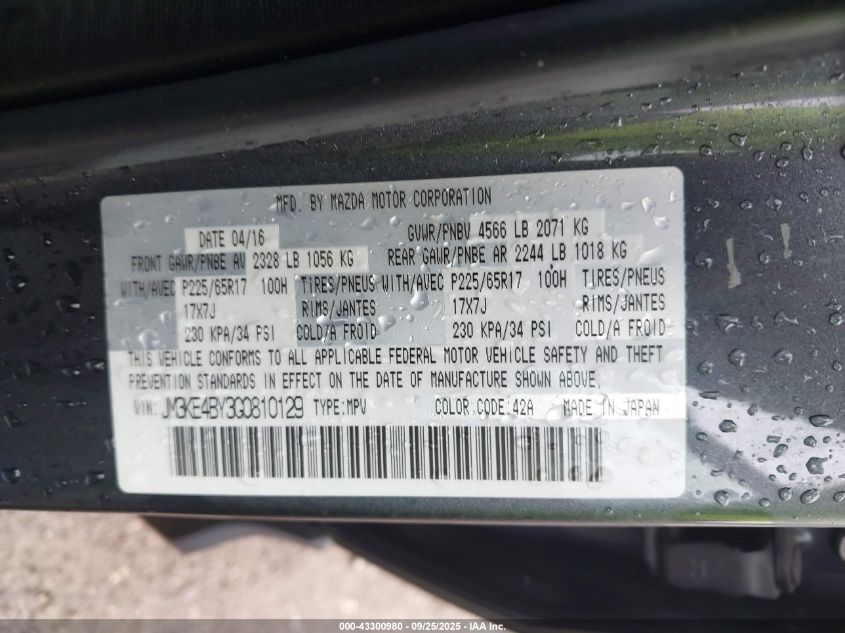 MFD. BY MAZDA MOTOR CORPORATION
DATE 04/16 GVWR/PNBV 4566 LB 2071 KG
FRONT GAWR/PNBE AV 2328 LB 1056 KG REAR GAWR/PNBE AR 2244 LB 1018 KG
WITH/AVEC P225/65R17 100H TIRES/PNEUS WITH/AVEC P225/65R17 100H TIRES/PNEUS
17X7J RIMS/JANTES 17X7J RIMS/JANTES
230 KPA/34 PSI COLD/A FROID 230 KPA/34 PSI COLD/A FROID
THIS VEHICLE CONFORMS TO ALL APPLICABLE FEDERAL MOTOR VEHICLE SAFETY AND THEFT
PREVENTION STANDARDS IN EFFECT ON THE DATE OF MANUFACTURE SHOWN ABOVE.
VIN: JM3KE4BY3G0810129 TYPE:MPV COLOR CODE:42A MADE IN JAPAN
000-43300980 - 09/25/2025 - IAA Inc.